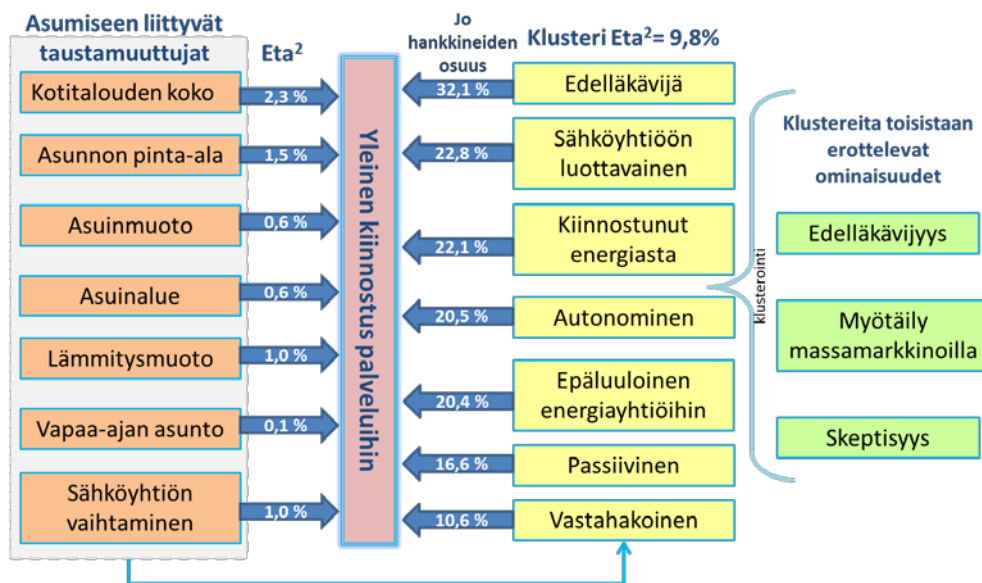 Asumiseen liittyvät
taustamuuttujat
Eta²
Kotitalouden koko
2,3 %
Asunnon pinta-ala
1,5 %
Asuinmuoto
0,6 %
Asuinalue
0,6 %
Lämmitysmuoto
1,0 %
Vapaa-ajan asunto
0,1 %
Sähköyhtiön
vaihtaminen
1,0 %
Yleinen kiinnostus palveluihin
Jo
hankkineiden
osuus
Klusteri Eta²= 9,8%
32,1 %
Edelläkävijä
22,8 %
Sähköyhtiöön
luottavainen
22,1 %
Kiinnostunut
energiasta
20,5 %
Autonominen
20,4 %
Epäluuloinen
energiayhtiöihin
16,6 %
Passiivinen
10,6 %
Vastahakoinen
klusterointi
Klustereita toisistaan
erottelevat
ominaisuudet
Edelläkävijyys
Myötäily
massamarkkinoilla
Skeptisyys